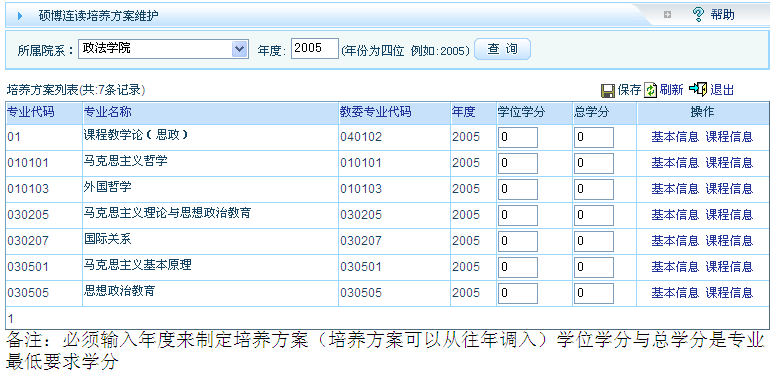 硕博连读培养方案维护 帮助
所属院系： 政法学院 年度: 2005 (年份为四位 例如:2005) 查 询
培养方案列表(共:7条记录) 保存 刷新 退出
专业代码 专业名称 教委专业代码 年度 学位学分 总学分 操作
01 课程教学论（思政） 040102 2005 0 0 基本信息 课程信息
010101 马克思主义哲学 010101 2005 0 0 基本信息 课程信息
010103 外国哲学 010103 2005 0 0 基本信息 课程信息
030205 马克思主义理论与思想政治教育 030205 2005 0 0 基本信息 课程信息
030207 国际关系 030207 2005 0 0 基本信息 课程信息
030501 马克思主义基本原理 030501 2005 0 0 基本信息 课程信息
030505 思想政治教育 030505 2005 0 0 基本信息 课程信息
1
备注：必须输入年度来制定培养方案（培养方案可以从往年调入）学位学分与总学分是专业
最低要求学分